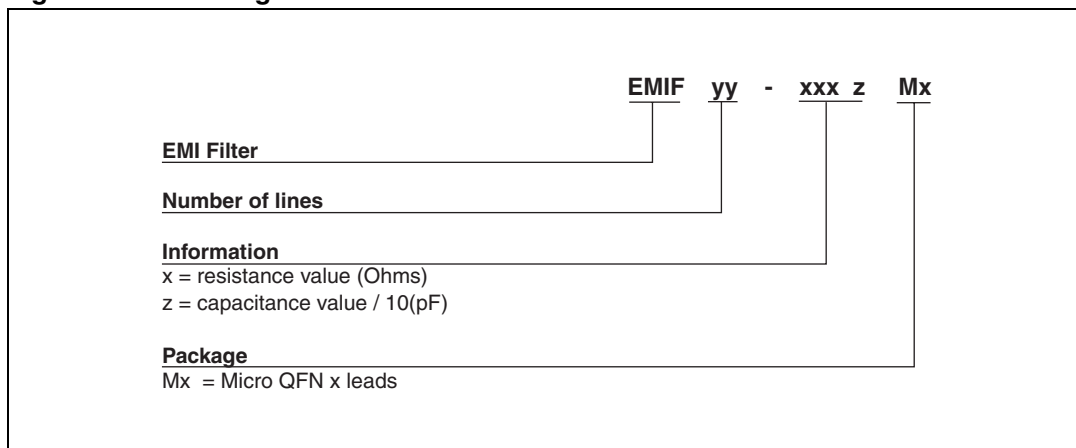 EMIF yy - xxx z Mx
EMI Filter
Number of lines
Information
x = resistance value (Ohms)
z = capacitance value / 10(pF)
Package
Mx = Micro QFN x leads